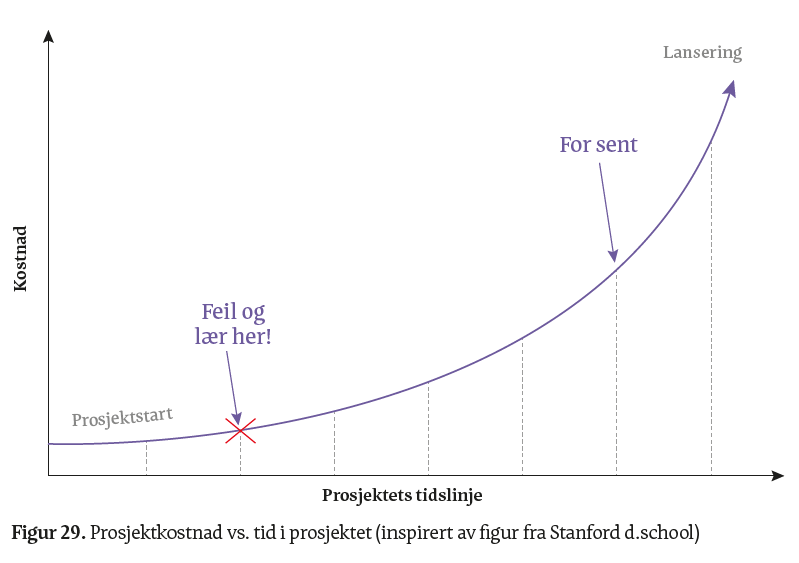 Lansering
For sent
Kostnad
Feil og
lær her!
Prosjektstart
Prosjektets tidslinje
Figur 29. Prosjektkostnad vs. tid i prosjektet (inspirert av figur fra Stanford d.school)